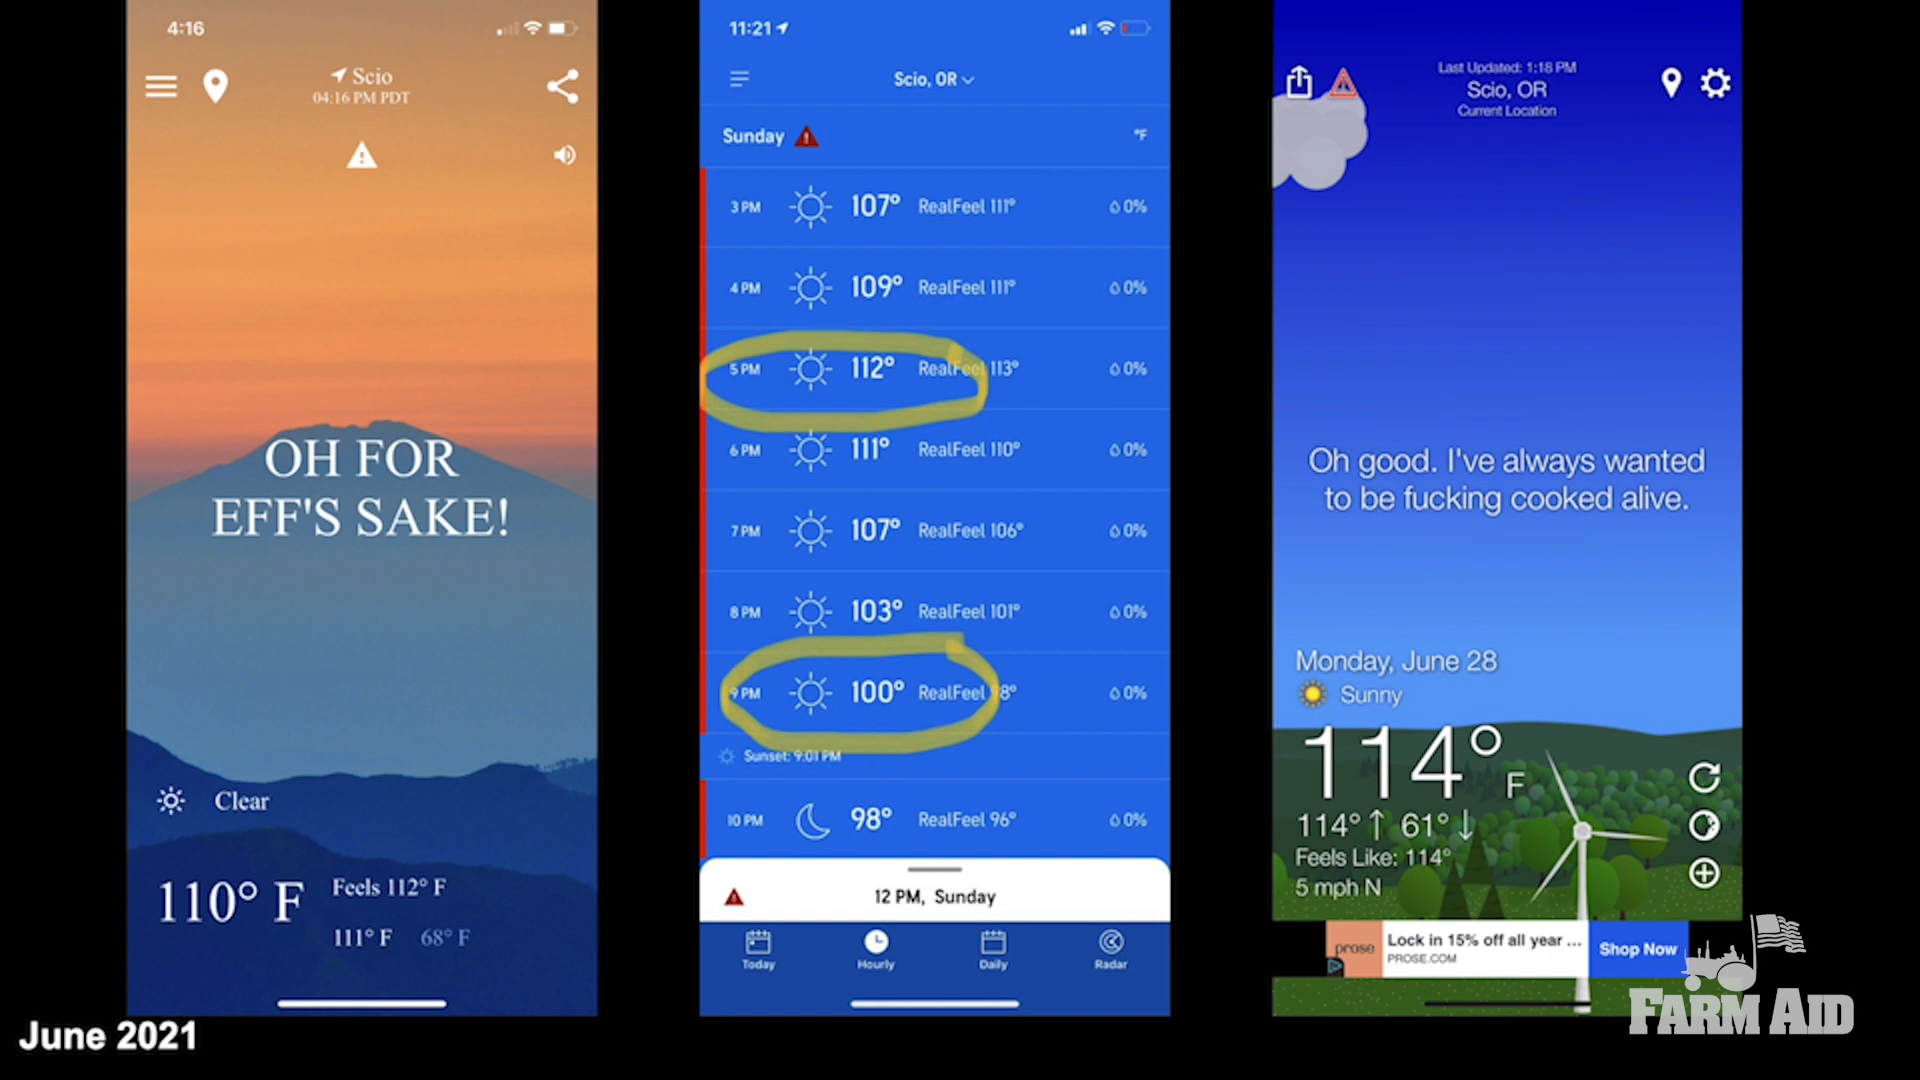 4:16
Scio
04:16 PM PDT
OH FOR
EFF'S SAKE!
Clear
110° F
Feels 112° F
111° F 68° F
11:21
Scio, OR
Sunday
°F
3 PM 107° RealFeel 111° 0%
4 PM 109° RealFeel 111° 0%
5 PM 112° RealFeel 113° 0%
6 PM 111° RealFeel 110° 0%
7 PM 107° RealFeel 106° 0%
8 PM 103° RealFeel 101° 0%
9 PM 100° RealFeel 98° 0%
Sunset: 9:01 PM
10 PM 98° RealFeel 96° 0%
12 PM, Sunday
Today Hourly Daily Radar
Last Updated: 1:18 PM
Scio, OR
Current Location
Oh good. I've always wanted
to be fucking cooked alive.
Monday, June 28
Sunny
114° F
114° ↑ 61° ↓
Feels Like: 114°
5 mph N
prose
Lock in 15% off all year ...
PROSE.COM
Shop Now
June 2021
FARM AID